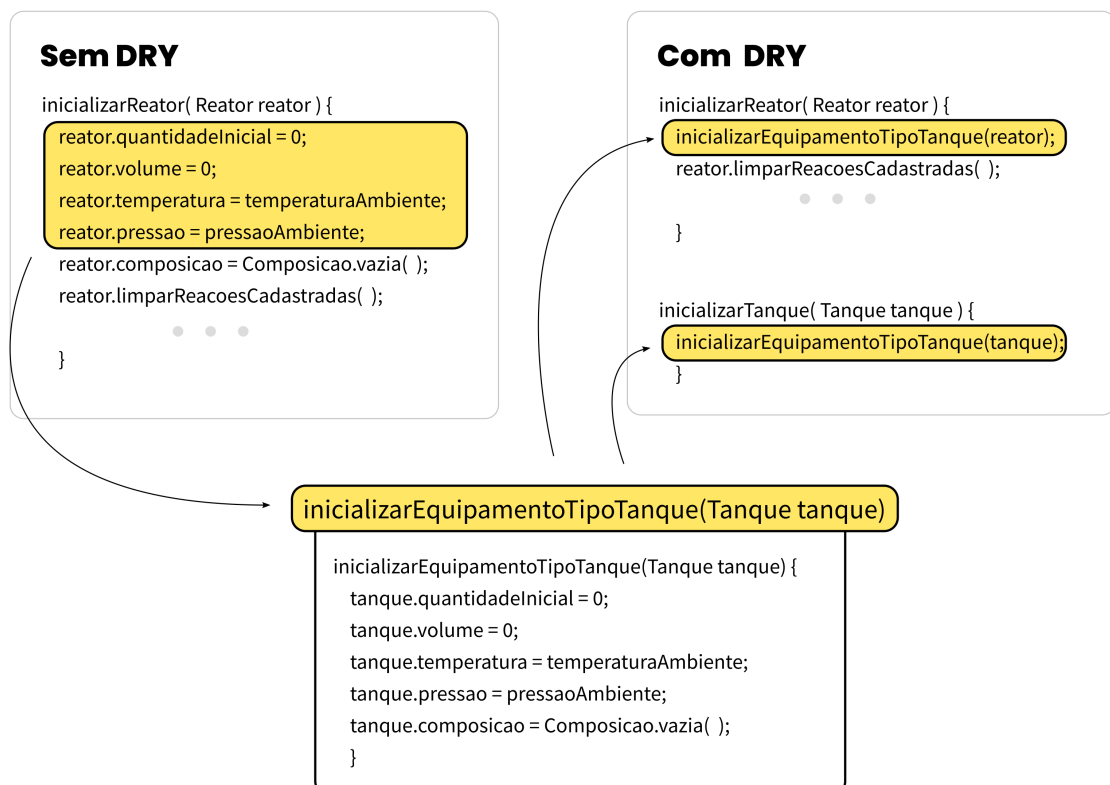 Sem DRY
inicializarReator( Reator reator ) {
reator.quantidadeInicial = 0;
reator.volume = 0;
reator.temperatura = temperaturaAmbiente;
reator.pressao = pressaoAmbiente;
reator.composicao = Composicao.vazia(  );
reator.limparReacoesCadastradas(  );
}
Com  DRY
inicializarReator( Reator reator ) {
inicializarEquipamentoTipoTanque(reator);
reator.limparReacoesCadastradas(  );
}
inicializarTanque( Tanque tanque ) {
inicializarEquipamentoTipoTanque(tanque);
}
inicializarEquipamentoTipoTanque(Tanque tanque)
inicializarEquipamentoTipoTanque(Tanque tanque) {
tanque.quantidadeInicial = 0;
tanque.volume = 0;
tanque.temperatura = temperaturaAmbiente;
tanque.pressao = pressaoAmbiente;
tanque.composicao = Composicao.vazia(  );
}